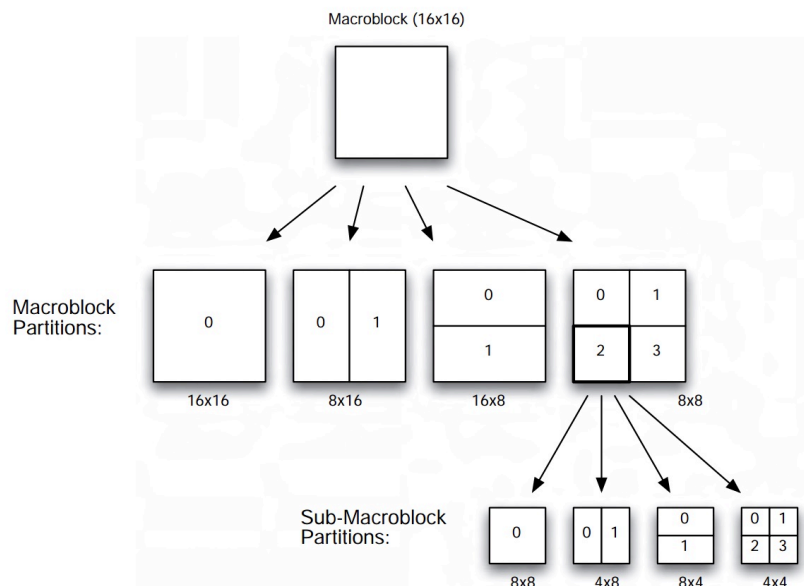 Macroblock (16x16)
Macroblock
Partitions:
0
0 1
0
1
0 1
2 3
16x16 8x16 16x8 8x8
Sub-Macroblock
Partitions:
0
0 1
0
1
0 1
2 3
8x8 4x8 8x4 4x4